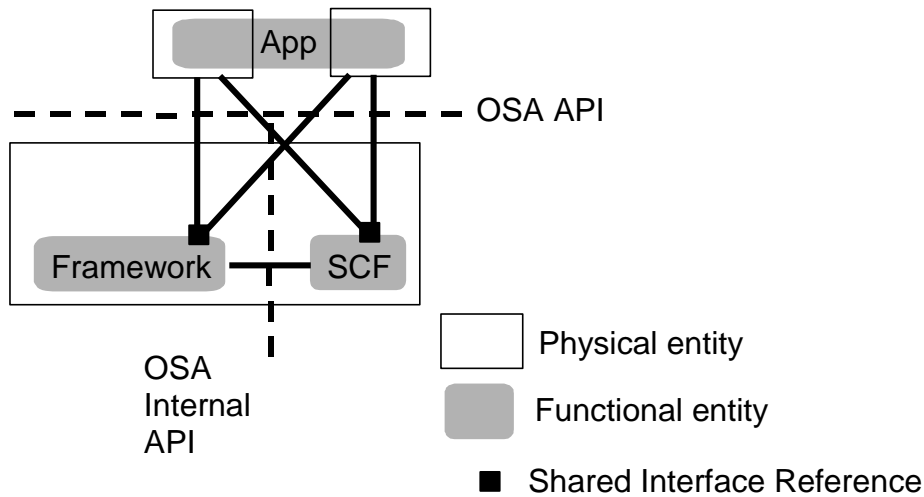 App
OSA API
Framework
SCF
OSA
Internal
API
Physical entity
Functional entity
Shared Interface Reference